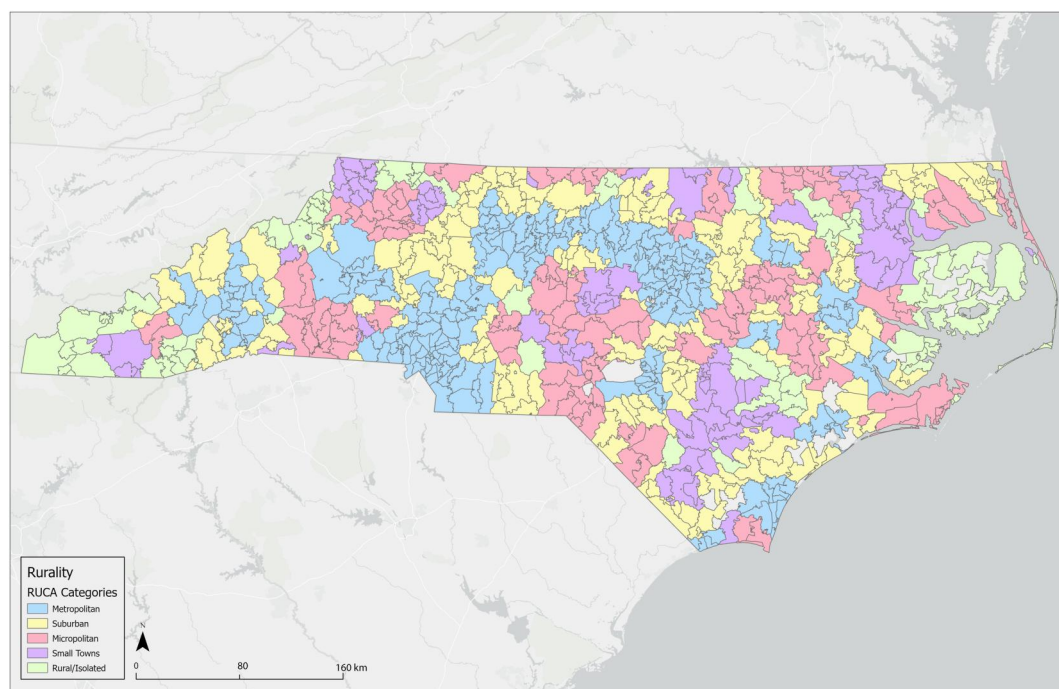 Rurality
RUCA Categories
Metropolitan
Suburban
Micropolitan
Small Towns
Rural/Isolated
N
0 80 160 km